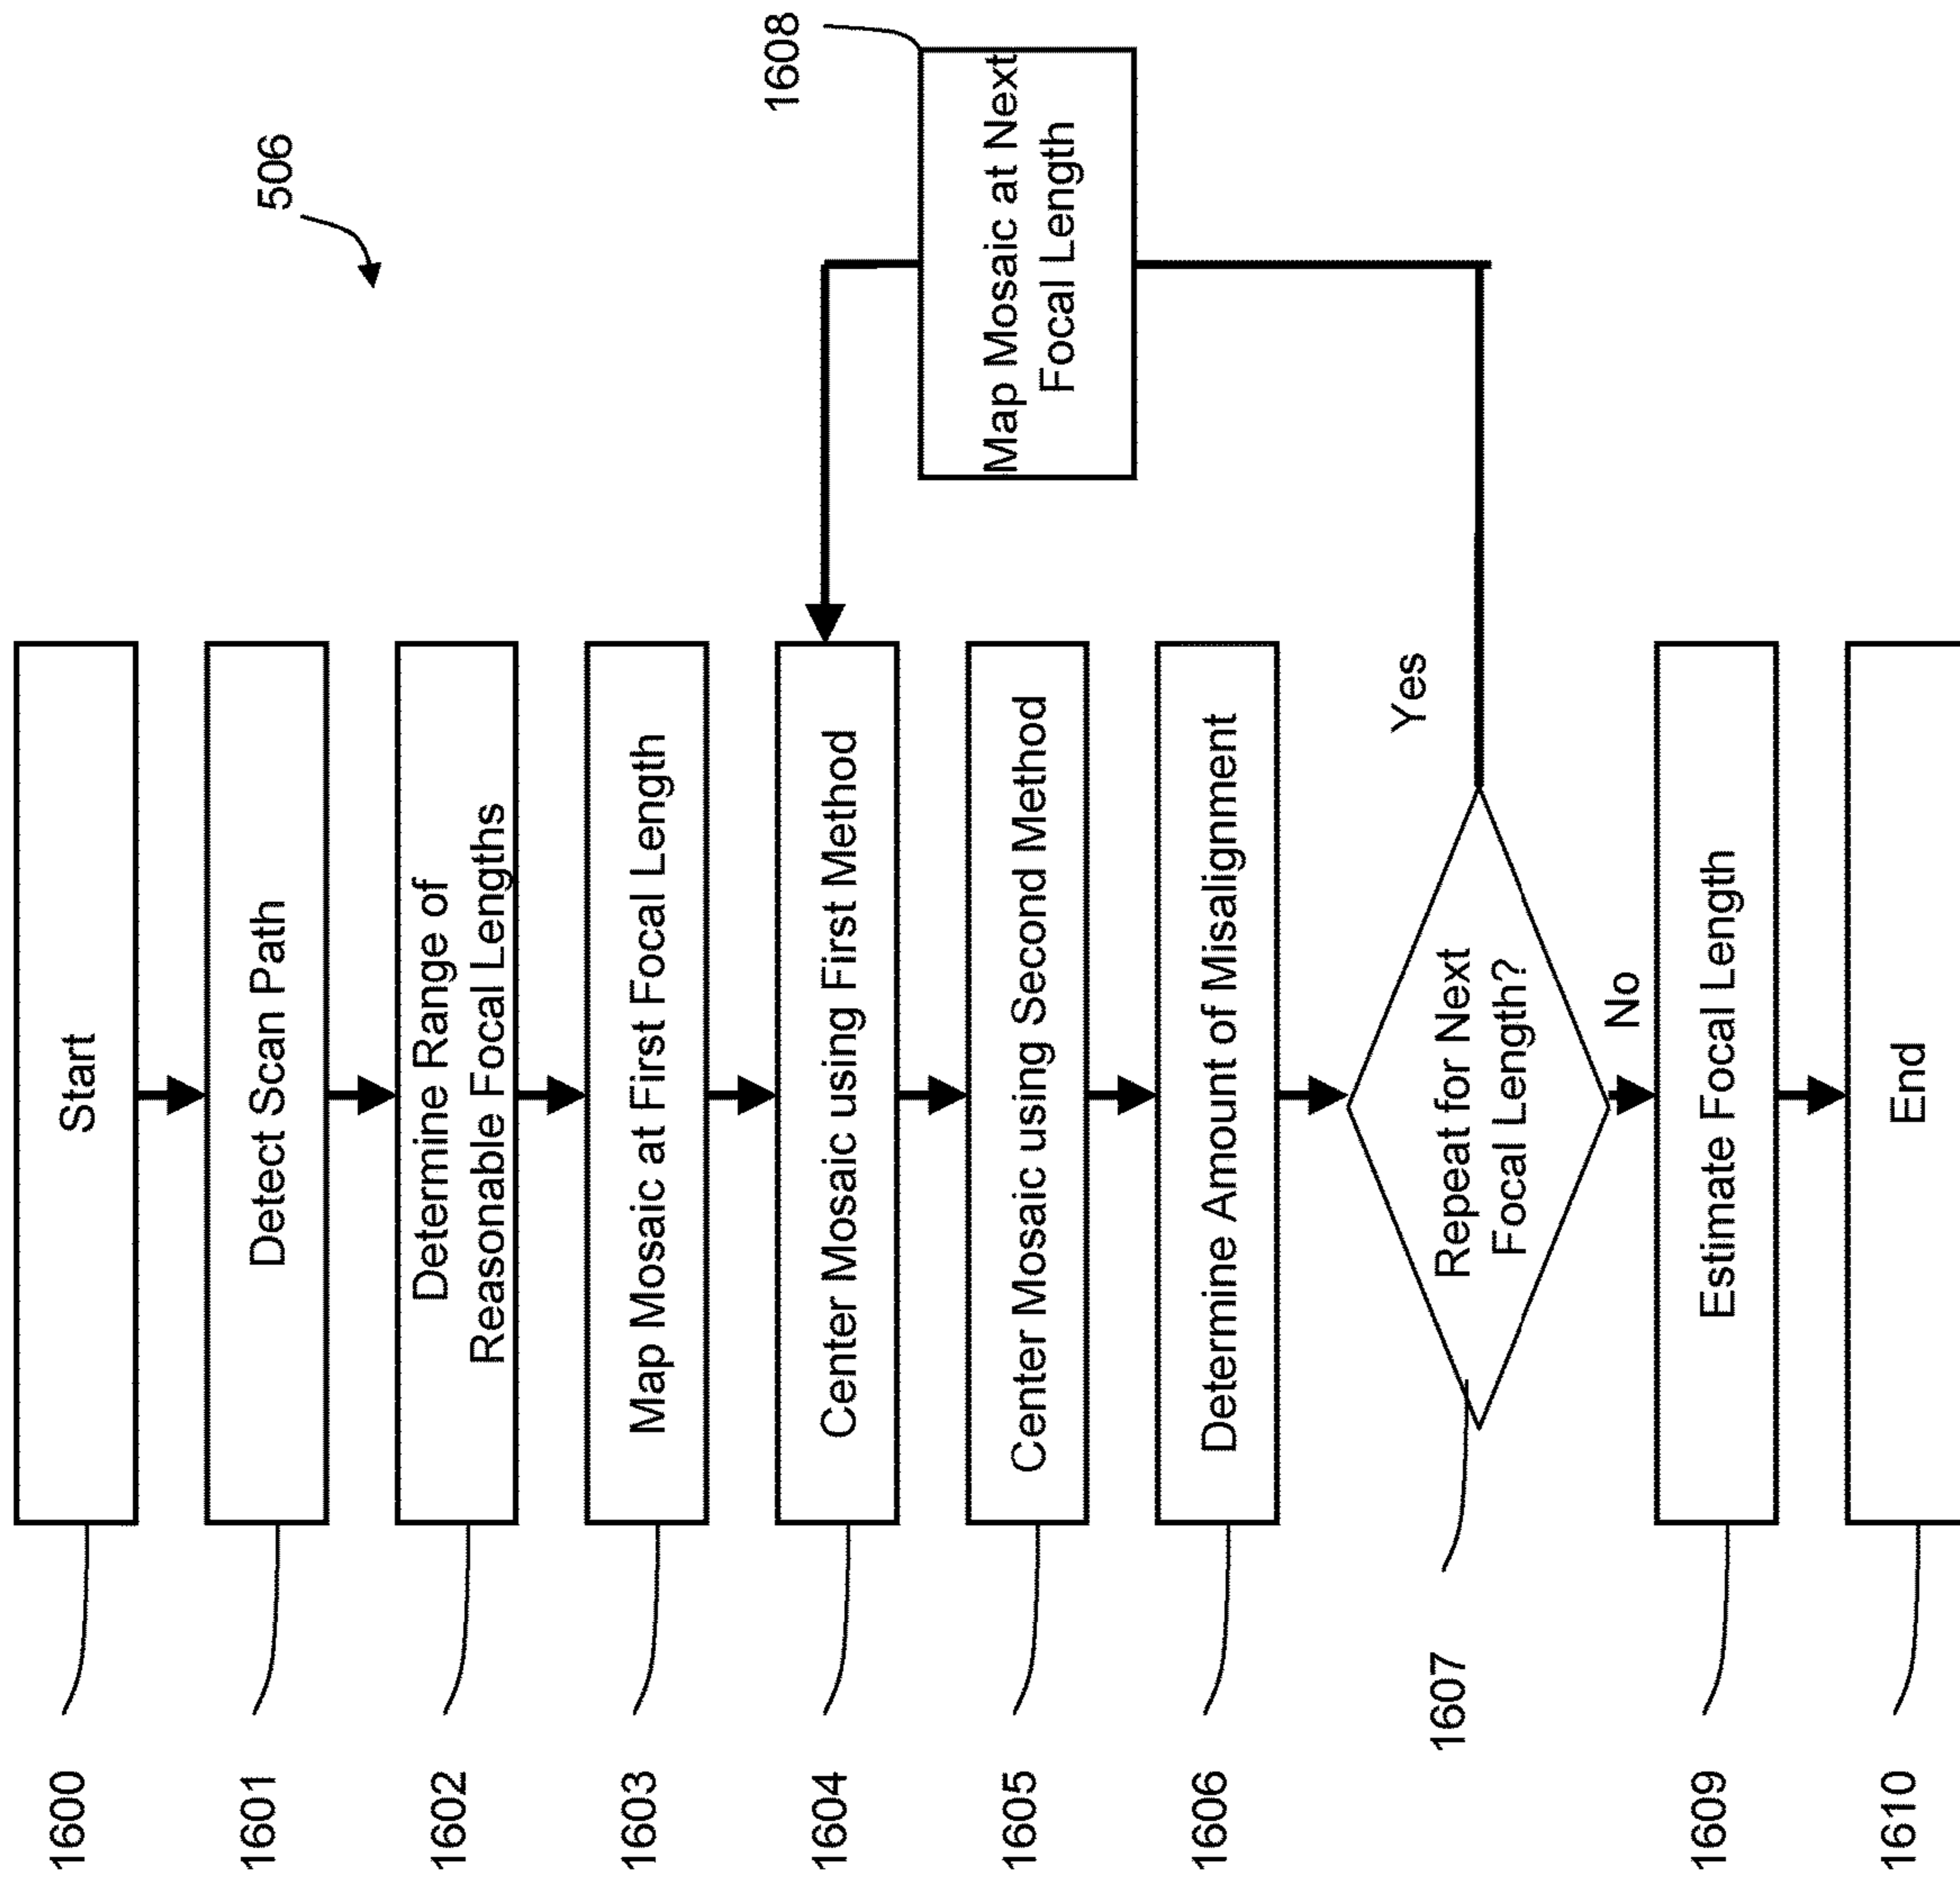 506
1600
Start
1601
Detect Scan Path
1602
Determine Range of
Reasonable Focal Lengths
1603
Map Mosaic at First Focal Length
1604
Center Mosaic using First Method
1605
Center Mosaic using Second Method
1606
Determine Amount of Misalignment
1607
Repeat for Next
Focal Length?
Yes
1608
Map Mosaic at Next
Focal Length
No
1609
Estimate Focal Length
1610
End